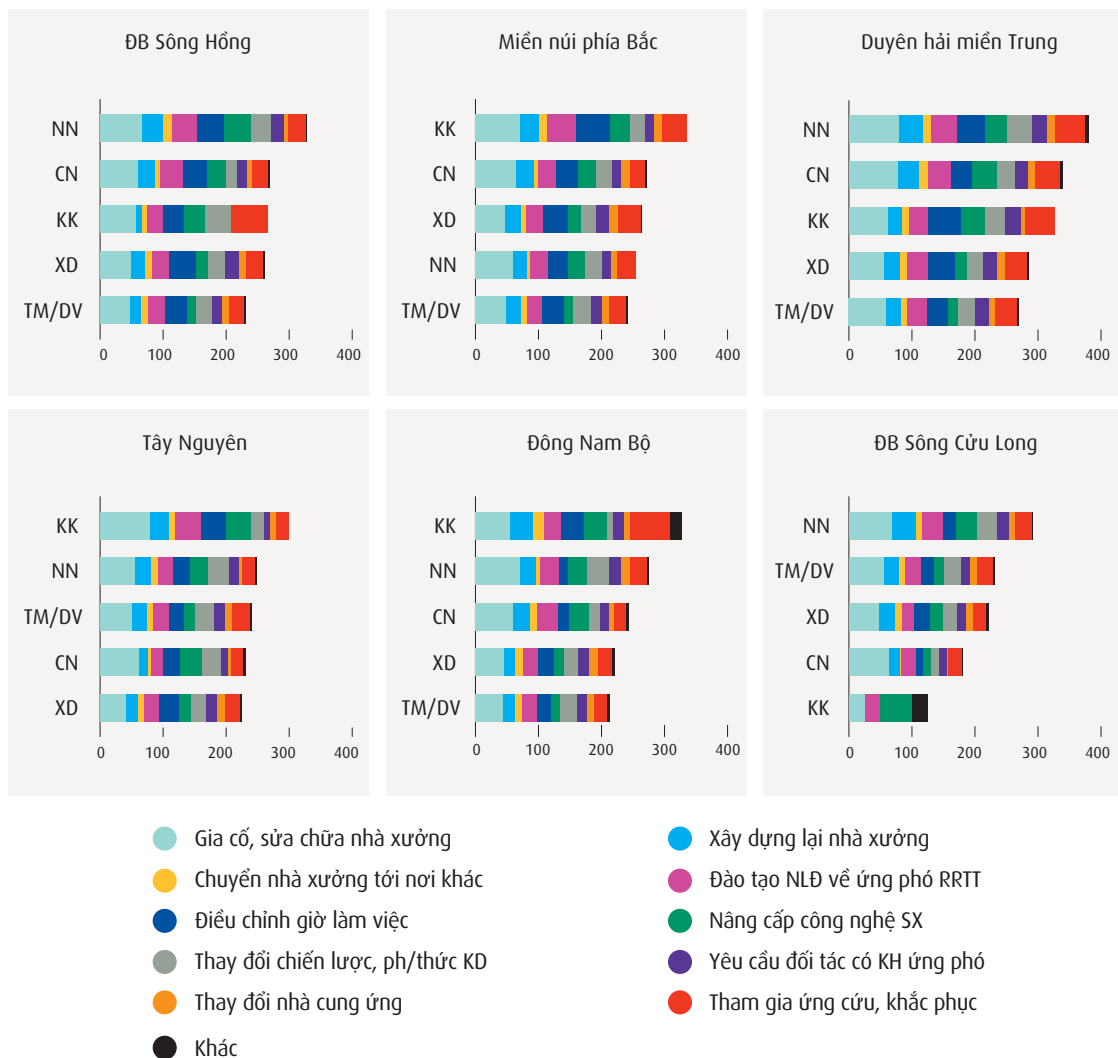 ĐB Sông Hồng
NN
CN
KK
XD
TM/DV
0 100 200 300 400
Miền núi phía Bắc
KK
CN
XD
NN
TM/DV
0 100 200 300 400
Duyên hải miền Trung
NN
CN
KK
XD
TM/DV
0 100 200 300 400
Tây Nguyên
KK
NN
TM/DV
CN
XD
0 100 200 300 400
Đông Nam Bộ
KK
NN
CN
XD
TM/DV
0 100 200 300 400
ĐB Sông Cửu Long
NN
TM/DV
XD
CN
KK
0 100 200 300 400
Gia cố, sửa chữa nhà xưởng
Xây dựng lại nhà xưởng
Chuyển nhà xưởng tới nơi khác
Đào tạo NLĐ về ứng phó RRTT
Điều chỉnh giờ làm việc
Nâng cấp công nghệ SX
Thay đổi chiến lược, ph/thức KD
Yêu cầu đối tác có KH ứng phó
Thay đổi nhà cung ứng
Tham gia ứng cứu, khắc phục
Khác